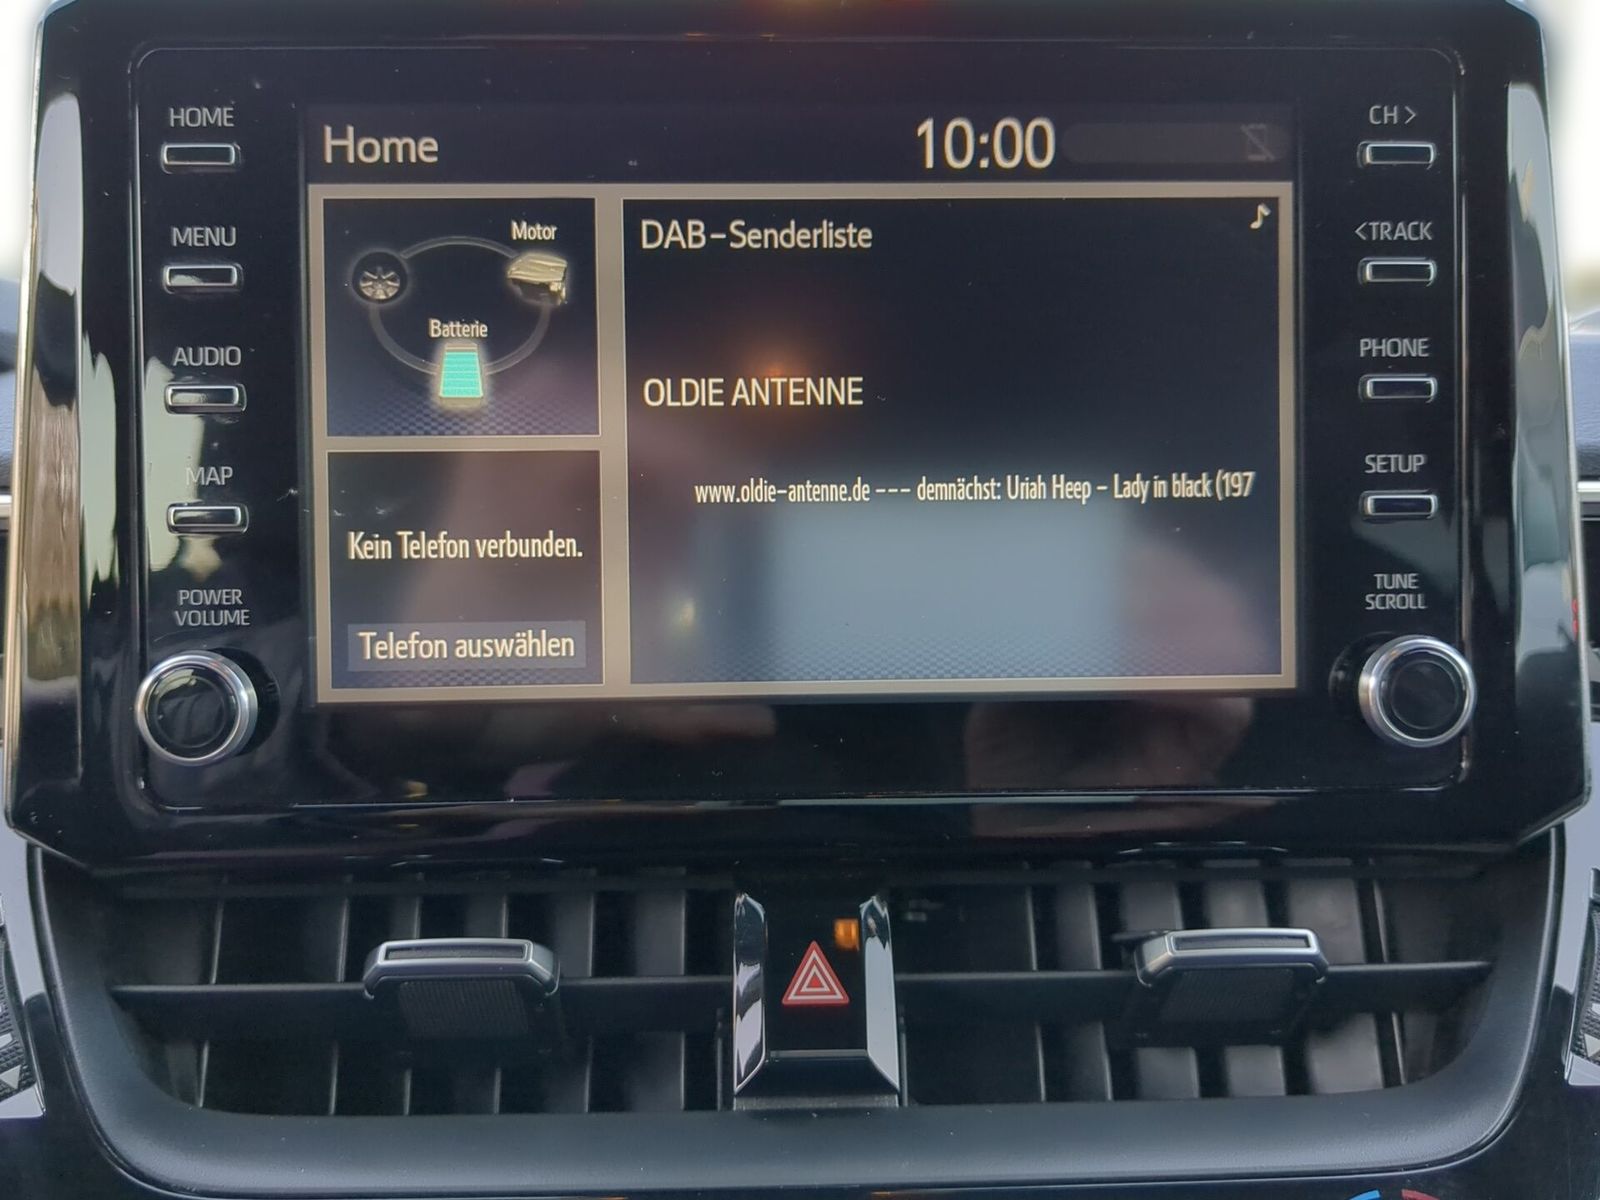 HOME
MENU
AUDIO
MAP
POWER
VOLUME
Home
10:00
Motor
Batterie
Kein Telefon verbunden.
Telefon auswählen
DAB-Senderliste
OLDIE ANTENNE
www.oldie-antenne.de --- demnächst: Uriah Heep - Lady in black (197
CH >
<TRACK
PHONE
SETUP
TUNE
SCROLL